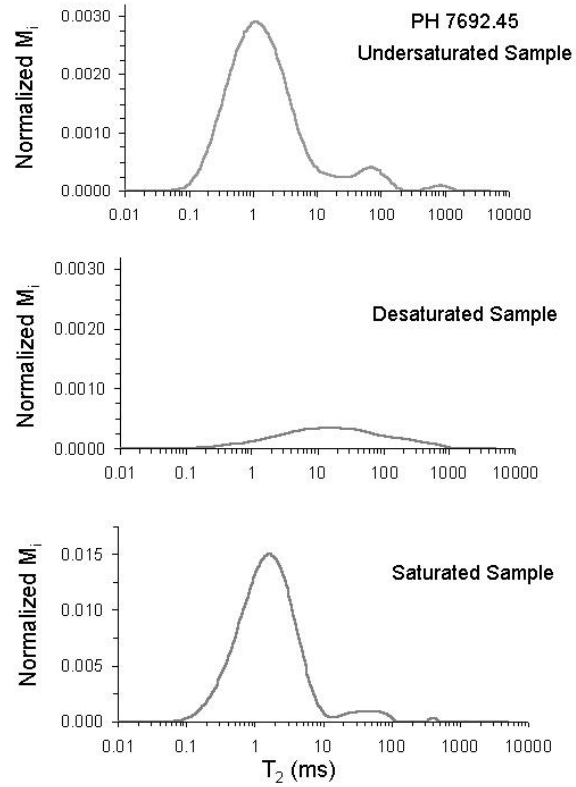 PH 7692.45
Undersaturated Sample
Normalized Mi
0.0030
0.0020
0.0010
0.0000
0.01 0.1 1 10 100 1000 10000
Desaturated Sample
Normalized Mi
0.0030
0.0020
0.0010
0.0000
0.01 0.1 1 10 100 1000 10000
Saturated Sample
Normalized Mi
0.015
0.010
0.005
0.000
0.01 0.1 1 10 100 1000 10000
T2 (ms)